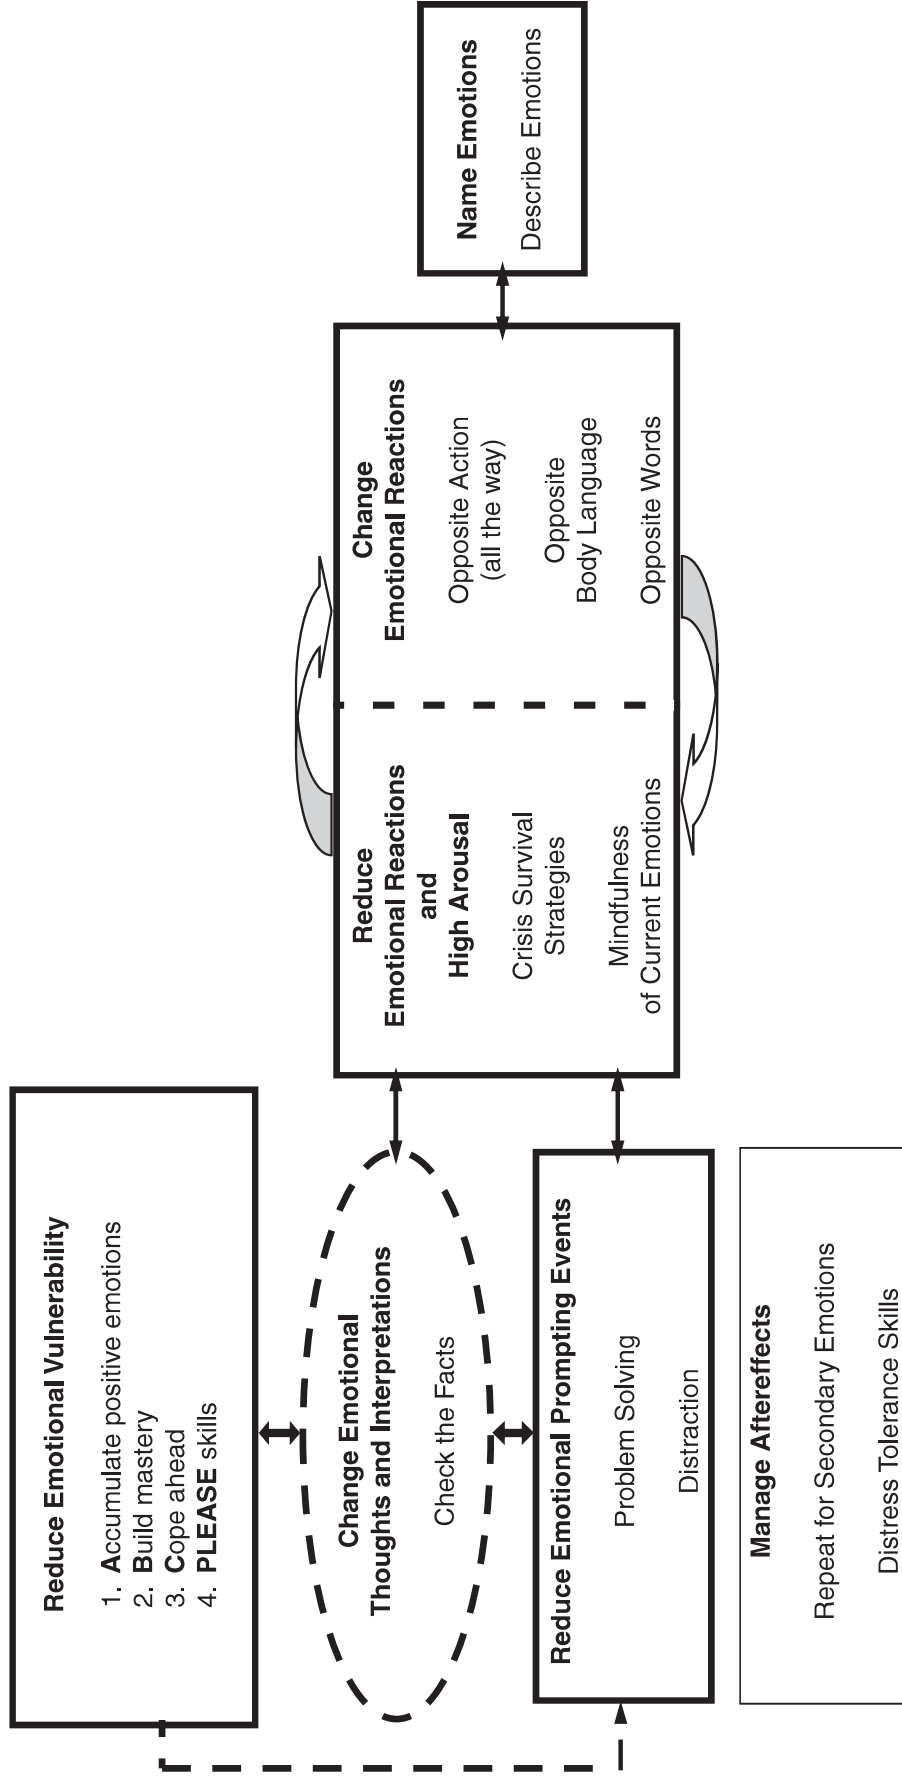 Reduce Emotional Vulnerability
1. Accumulate positive emotions
2. Build mastery
3. Cope ahead
4. PLEASE skills
Change Emotional
Thoughts and Interpretations
Check the Facts
Reduce Emotional Prompting Events
Problem Solving
Distraction
Manage Aftereffects
Repeat for Secondary Emotions
Distress Tolerance Skills
Reduce
Emotional Reactions
and
High Arousal
Crisis Survival
Strategies
Mindfulness
of Current Emotions
Change
Emotional Reactions
Opposite Action
(all the way)
Opposite
Body Language
Opposite Words
Name Emotions
Describe Emotions